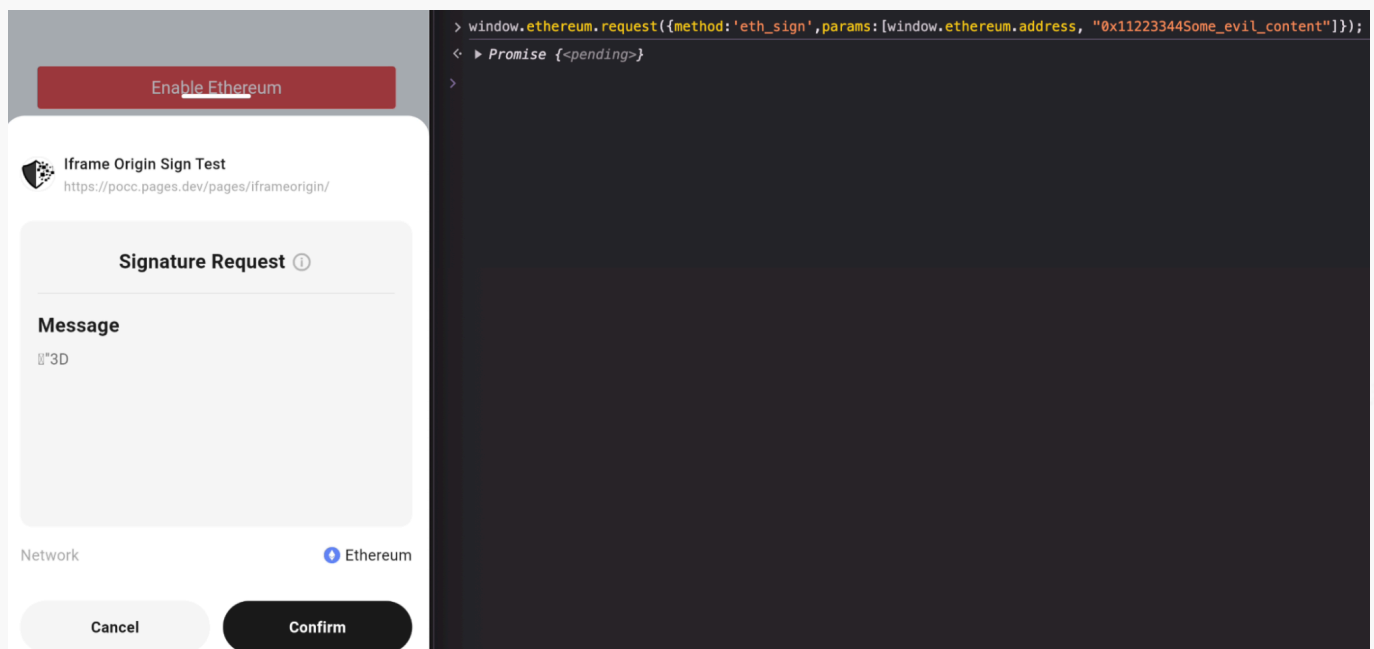 Enable Ethereum
Iframe Origin Sign Test
https://pocc.pages.dev/pages/iframeorigin/
Signature Request
Message
"3D
Network
Ethereum
Cancel
Confirm
window.ethereum.request({method:'eth_sign',params:[window.ethereum.address, "0x11223344Some_evil_content"]});
Promise {<pending>}